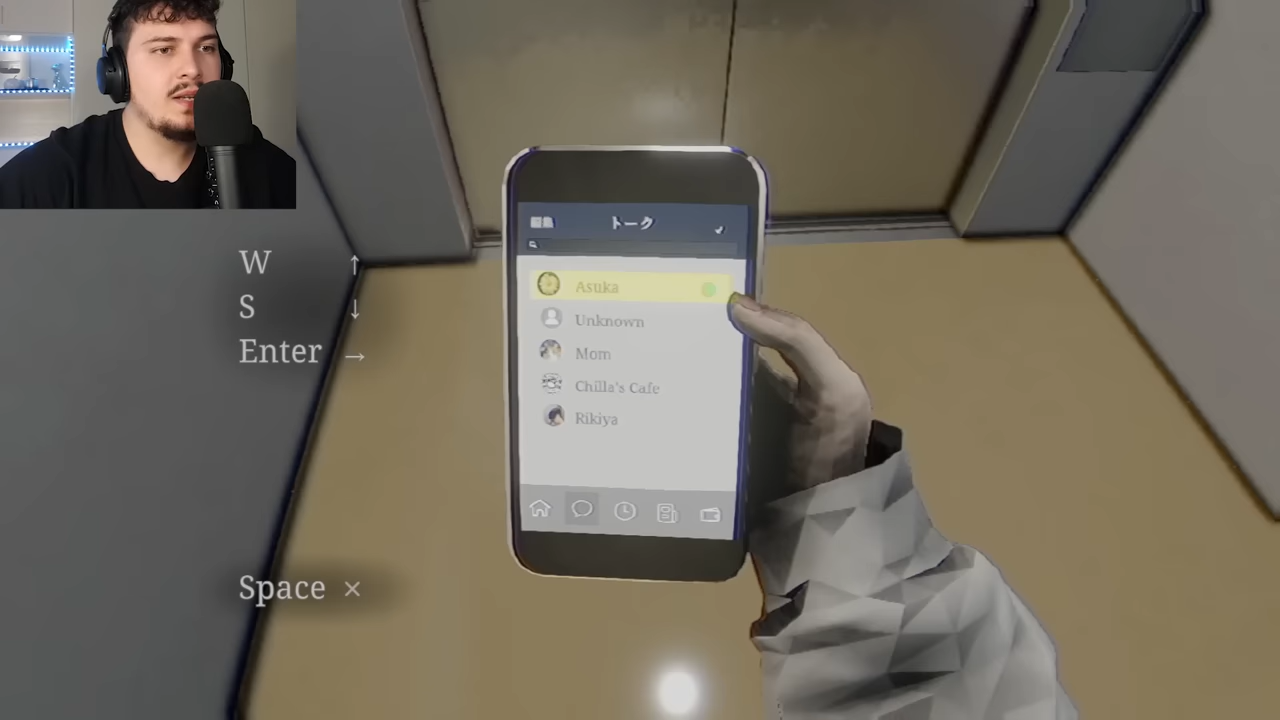 トーク
W ↑
S ↓
Enter →
Asuka
Unknown
Mom
Chilla's Cafe
Rikiya
Space ×